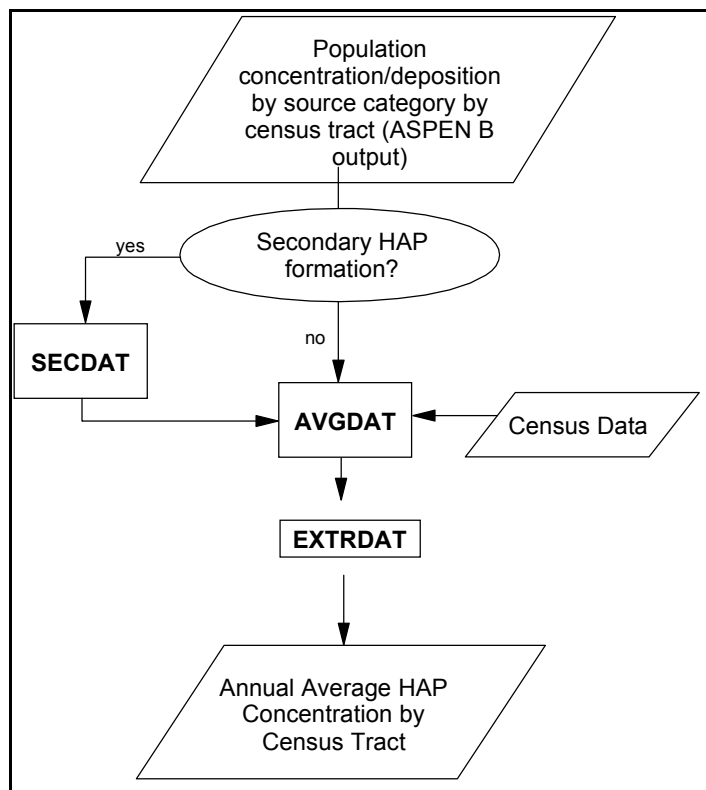 Population
concentration/deposition
by source category by
census tract (ASPEN B
output)
Secondary HAP
formation?
yes
no
SECDAT
AVGDAT
Census Data
EXTRDAT
Annual Average HAP
Concentration by
Census Tract